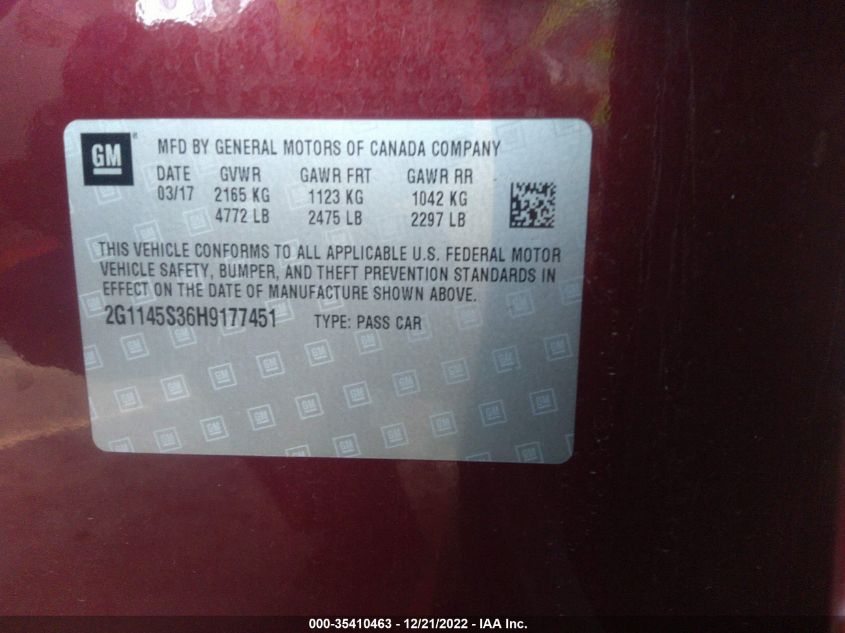 GM ® MFD BY GENERAL MOTORS OF CANADA COMPANY
DATE GVWR GAWR FRT GAWR RR
03/17 2165 KG 1123 KG 1042 KG
4772 LB 2475 LB 2297 LB
THIS VEHICLE CONFORMS TO ALL APPLICABLE U.S. FEDERAL MOTOR
VEHICLE SAFETY, BUMPER, AND THEFT PREVENTION STANDARDS IN
EFFECT ON THE DATE OF MANUFACTURE SHOWN ABOVE.
2G1145S36H9177451 TYPE: PASS CAR
000-35410463 - 12/21/2022 - IAA Inc.